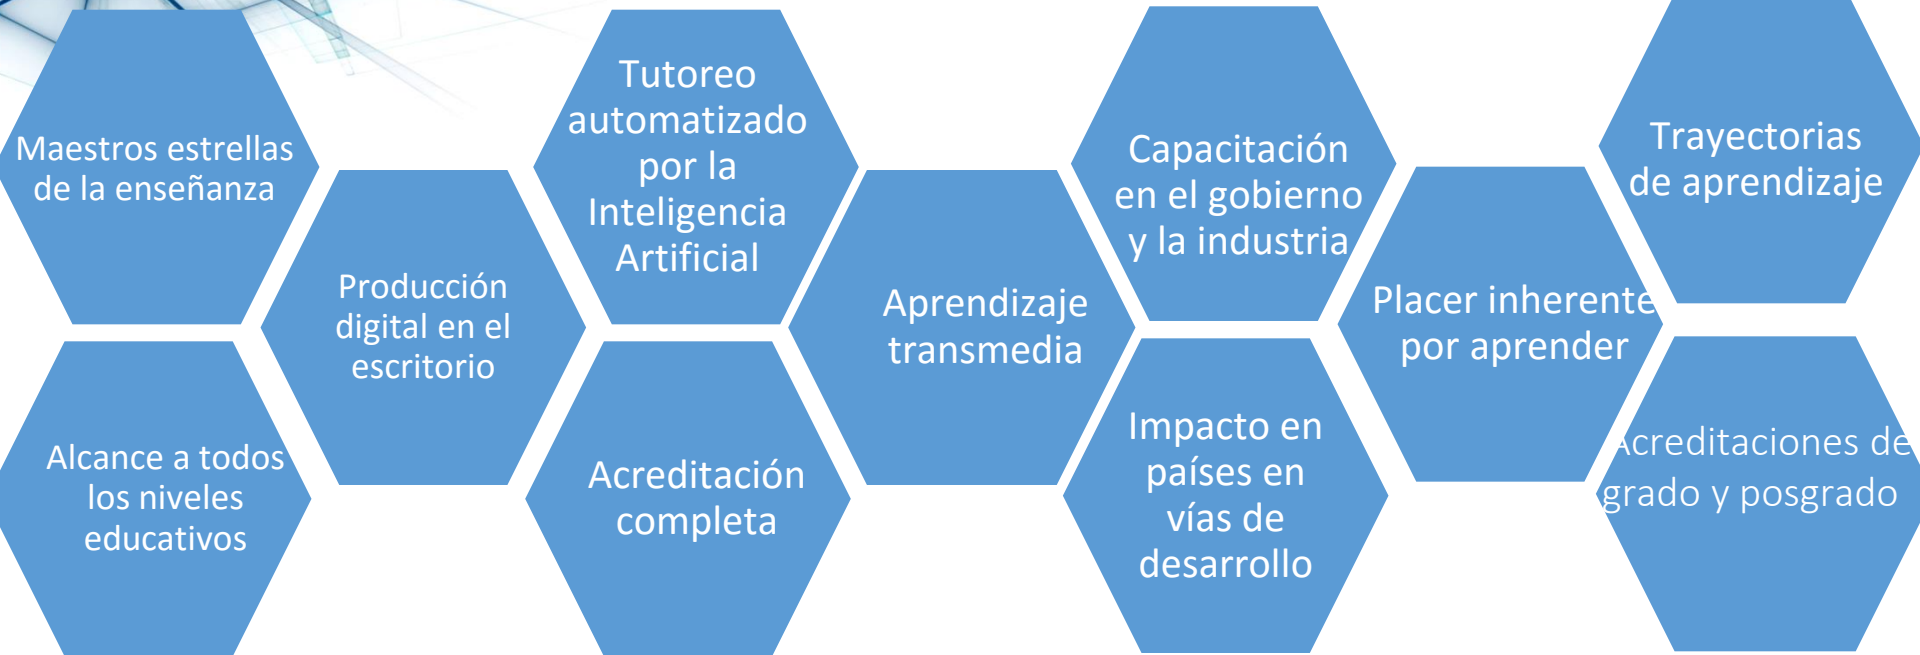 Maestros estrellas
de la enseñanza
Alcance a todos
los niveles
educativos
Producción
digital en el
escritorio
Tutoreo
automatizado
por la
Inteligencia
Artificial
Acreditación
completa
Aprendizaje
transmedia
Capacitación
en el gobierno
y la industria
Impacto en
países en
vías de
desarrollo
Placer inherente
por aprender
Trayectorias
de aprendizaje
Acreditaciones de
grado y posgrado